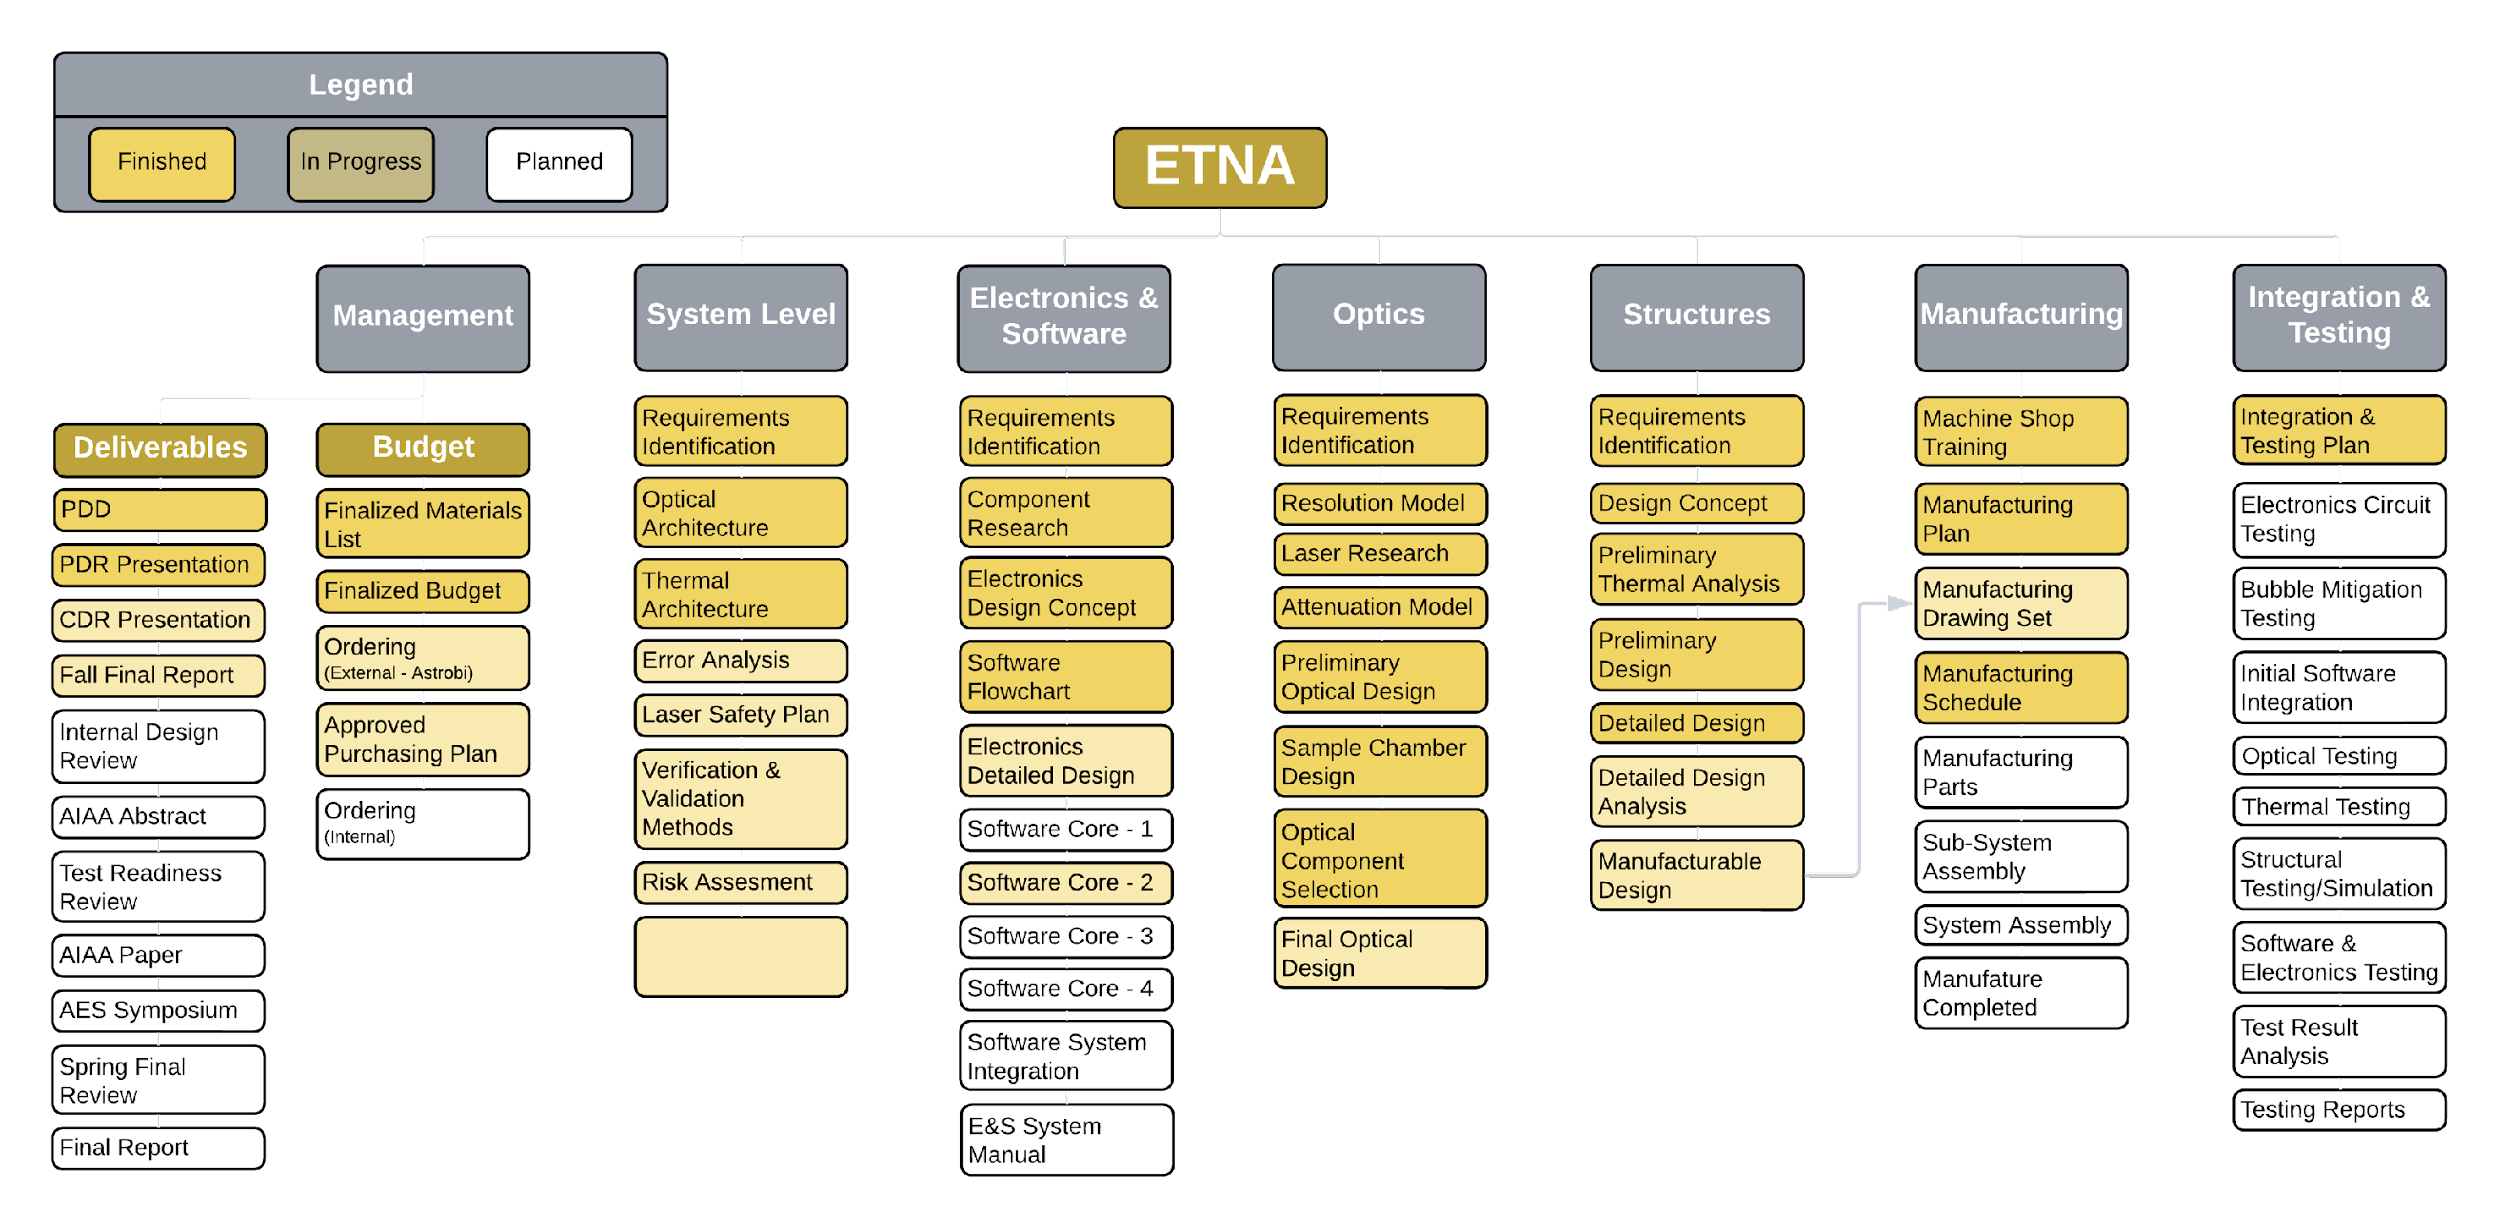 Legend
Finished
In Progress
Planned
ETNA
Management
System Level
Electronics &
Software
Optics
Structures
Manufacturing
Integration &
Testing
Deliverables
PDD
PDR Presentation
CDR Presentation
Fall Final Report
Internal Design
Review
AIAA Abstract
Test Readiness
Review
AIAA Paper
AES Symposium
Spring Final
Review
Final Report
Budget
Finalized Materials
List
Finalized Budget
Ordering
(External - Astrobi)
Approved
Purchasing Plan
Ordering
(Internal)
Requirements
Identification
Optical
Architecture
Thermal
Architecture
Error Analysis
Laser Safety Plan
Verification &
Validation
Methods
Risk Assesment
Requirements
Identification
Component
Research
Electronics
Design Concept
Software
Flowchart
Electronics
Detailed Design
Software Core - 1
Software Core - 2
Software Core - 3
Software Core - 4
Software System
Integration
E&S System
Manual
Requirements
Identification
Resolution Model
Laser Research
Attenuation Model
Preliminary
Optical Design
Sample Chamber
Design
Optical
Component
Selection
Final Optical
Design
Requirements
Identification
Design Concept
Preliminary
Thermal Analysis
Preliminary
Design
Detailed Design
Detailed Design
Analysis
Manufacturable
Design
Machine Shop
Training
Manufacturing
Plan
Manufacturing
Drawing Set
Manufacturing
Schedule
Manufacturing
Parts
Sub-System
Assembly
System Assembly
Manufature
Completed
Integration &
Testing Plan
Electronics Circuit
Testing
Bubble Mitigation
Testing
Initial Software
Integration
Optical Testing
Thermal Testing
Structural
Testing/Simulation
Software &
Electronics Testing
Test Result
Analysis
Testing Reports